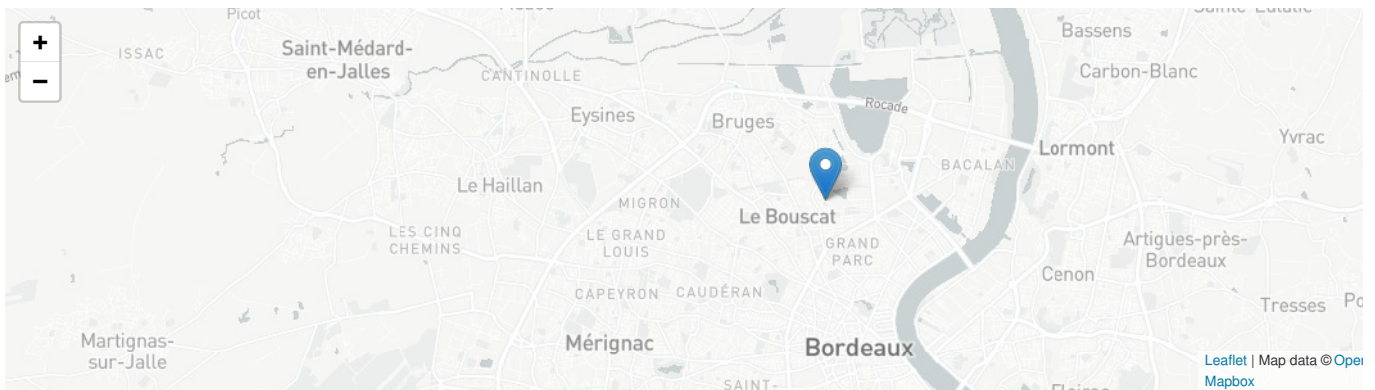 Picot
+
ISSAC
Saint-Médard-
en-Jalles
Bassens
CANTINOLLE
Carbon-Blanc
−
Rocade
Eysines
Bruges
Yvrac
Lormont
BACALAN
Le Haillan
MIGRON
Le Bouscat
LES CINQ
CHEMINS
LE GRAND
LOUIS
GRAND
PARC
Artigues-près-
Bordeaux
Cenon
CAPEYRON
CAUDÉRAN
Tresses
Martignas-
sur-Jalle
Mérignac
Bordeaux
Leaflet | Map data © Open
Mapbox
SAINT-